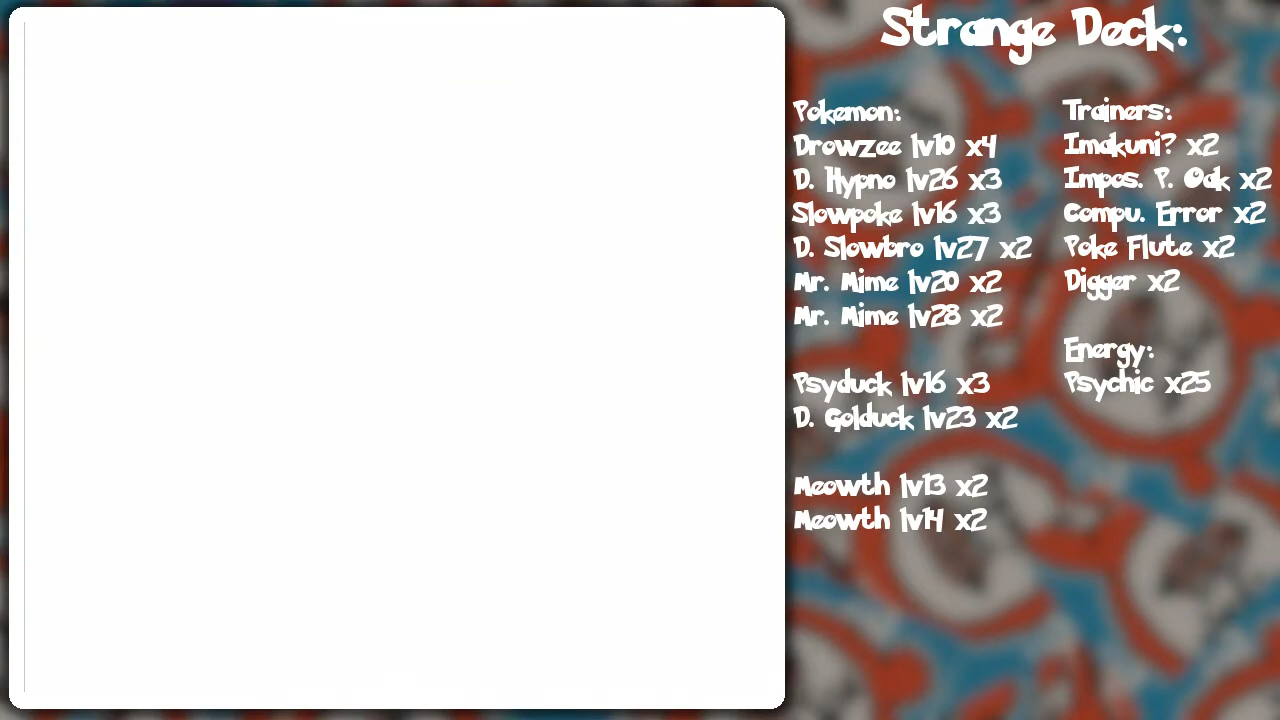 Strange Deck:
Pokemon:
Drowzee lv10 x4
D. Hypno lv26 x3
Slowpoke lv16 x3
D. Slowbro lv27 x2
Mr. Mime lv20 x2
Mr. Mime lv28 x2
Psyduck lv16 x3
D. Golduck lv23 x2
Meowth lv13 x2
Meowth lv14 x2
Trainers:
Imakuni? x2
Impos. P. Oak x2
Compu. Error x2
Poke Flute x2
Digger x2
Energy:
Psychic x25